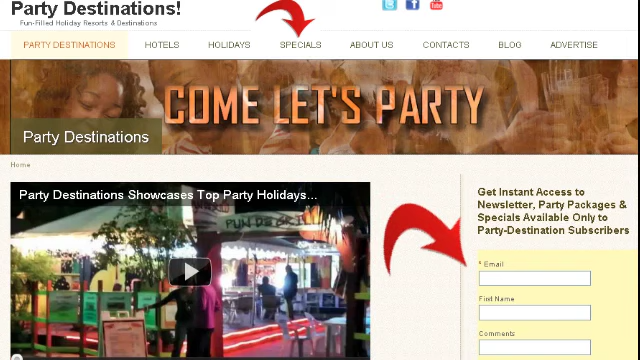 Party Destinations!
Fun-Filled Holiday Resorts & Destinations
PARTY DESTINATIONS HOTELS HOLIDAYS SPECIALS ABOUT US CONTACTS BLOG ADVERTISE
COME LET'S PARTY
Party Destinations
Home
Party Destinations Showcases Top Party Holidays...
Get Instant Access to
Newsletter, Party Packages &
Specials Available Only to
Party-Destination Subscribers
* Email
First Name
Comments